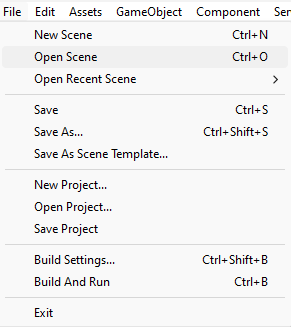 File Edit Assets GameObject Component Ser
New Scene Ctrl+N
Open Scene Ctrl+O
Open Recent Scene
Save Ctrl+S
Save As... Ctrl+Shift+S
Save As Scene Template...
New Project...
Open Project...
Save Project
Build Settings... Ctrl+Shift+B
Build And Run Ctrl+B
Exit